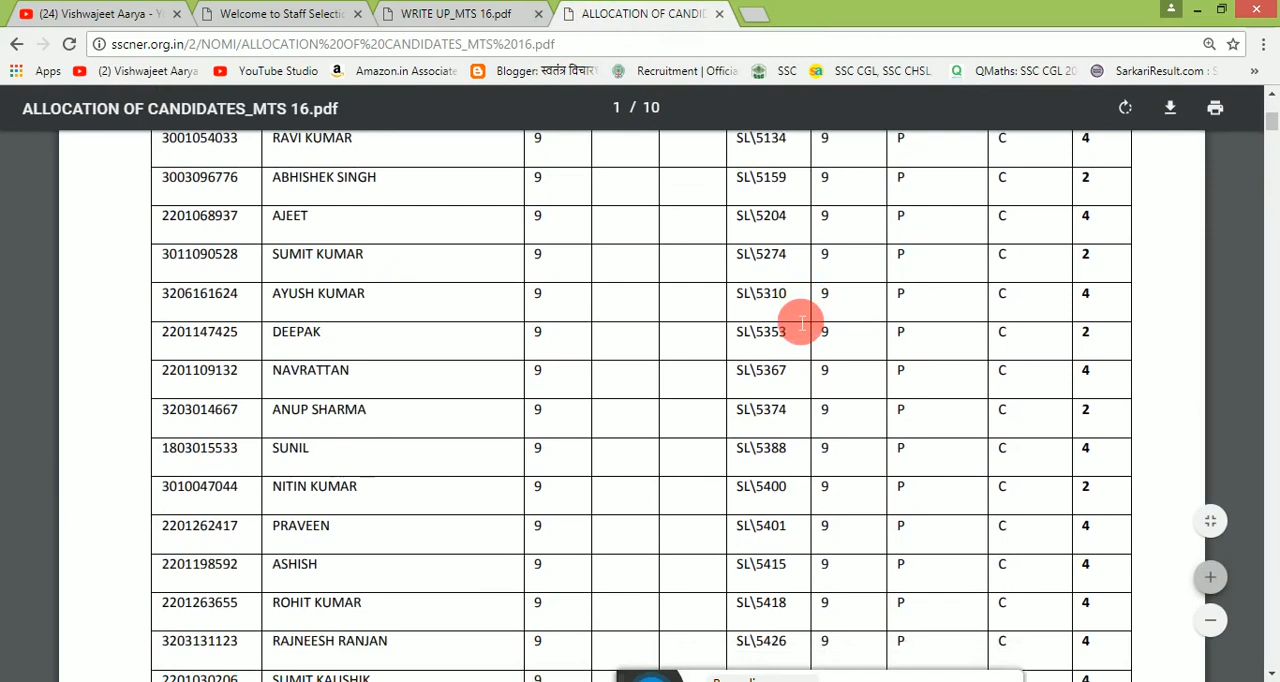 (24) Vishwajeet Aarya - Y
Welcome to Staff Selecti
WRITE UP_MTS 16.pdf
ALLOCATION OF CANDID
sscner.org.in/2/NOMI/ALLOCATION%20OF%20CANDIDATES_MTS%2016.pdf
Apps (2) Vishwajeet Aarya YouTube Studio Amazon.in Associate Blogger: स्वतंत्र विचार Recruitment | Officia SSC SSC CGL, SSC CHSL, QMaths: SSC CGL 20 SarkariResult.com : S »
ALLOCATION OF CANDIDATES_MTS 16.pdf 1 / 10
3001054033 RAVI KUMAR 9 SL\5134 9 P C 4
3003096776 ABHISHEK SINGH 9 SL\5159 9 P C 2
2201068937 AJEET 9 SL\5204 9 P C 4
3011090528 SUMIT KUMAR 9 SL\5274 9 P C 2
3206161624 AYUSH KUMAR 9 SL\5310 9 P C 4
2201147425 DEEPAK 9 SL\5353 9 P C 2
2201109132 NAVRATTAN 9 SL\5367 9 P C 4
3203014667 ANUP SHARMA 9 SL\5374 9 P C 2
1803015533 SUNIL 9 SL\5388 9 P C 4
3010047044 NITIN KUMAR 9 SL\5400 9 P C 2
2201262417 PRAVEEN 9 SL\5401 9 P C 4
2201198592 ASHISH 9 SL\5415 9 P C 4
2201263655 ROHIT KUMAR 9 SL\5418 9 P C 4
3203131123 RAJNEESH RANJAN 9 SL\5426 9 P C 4
2201030206 SUMIT KAUSHIK 9 9 P C 4